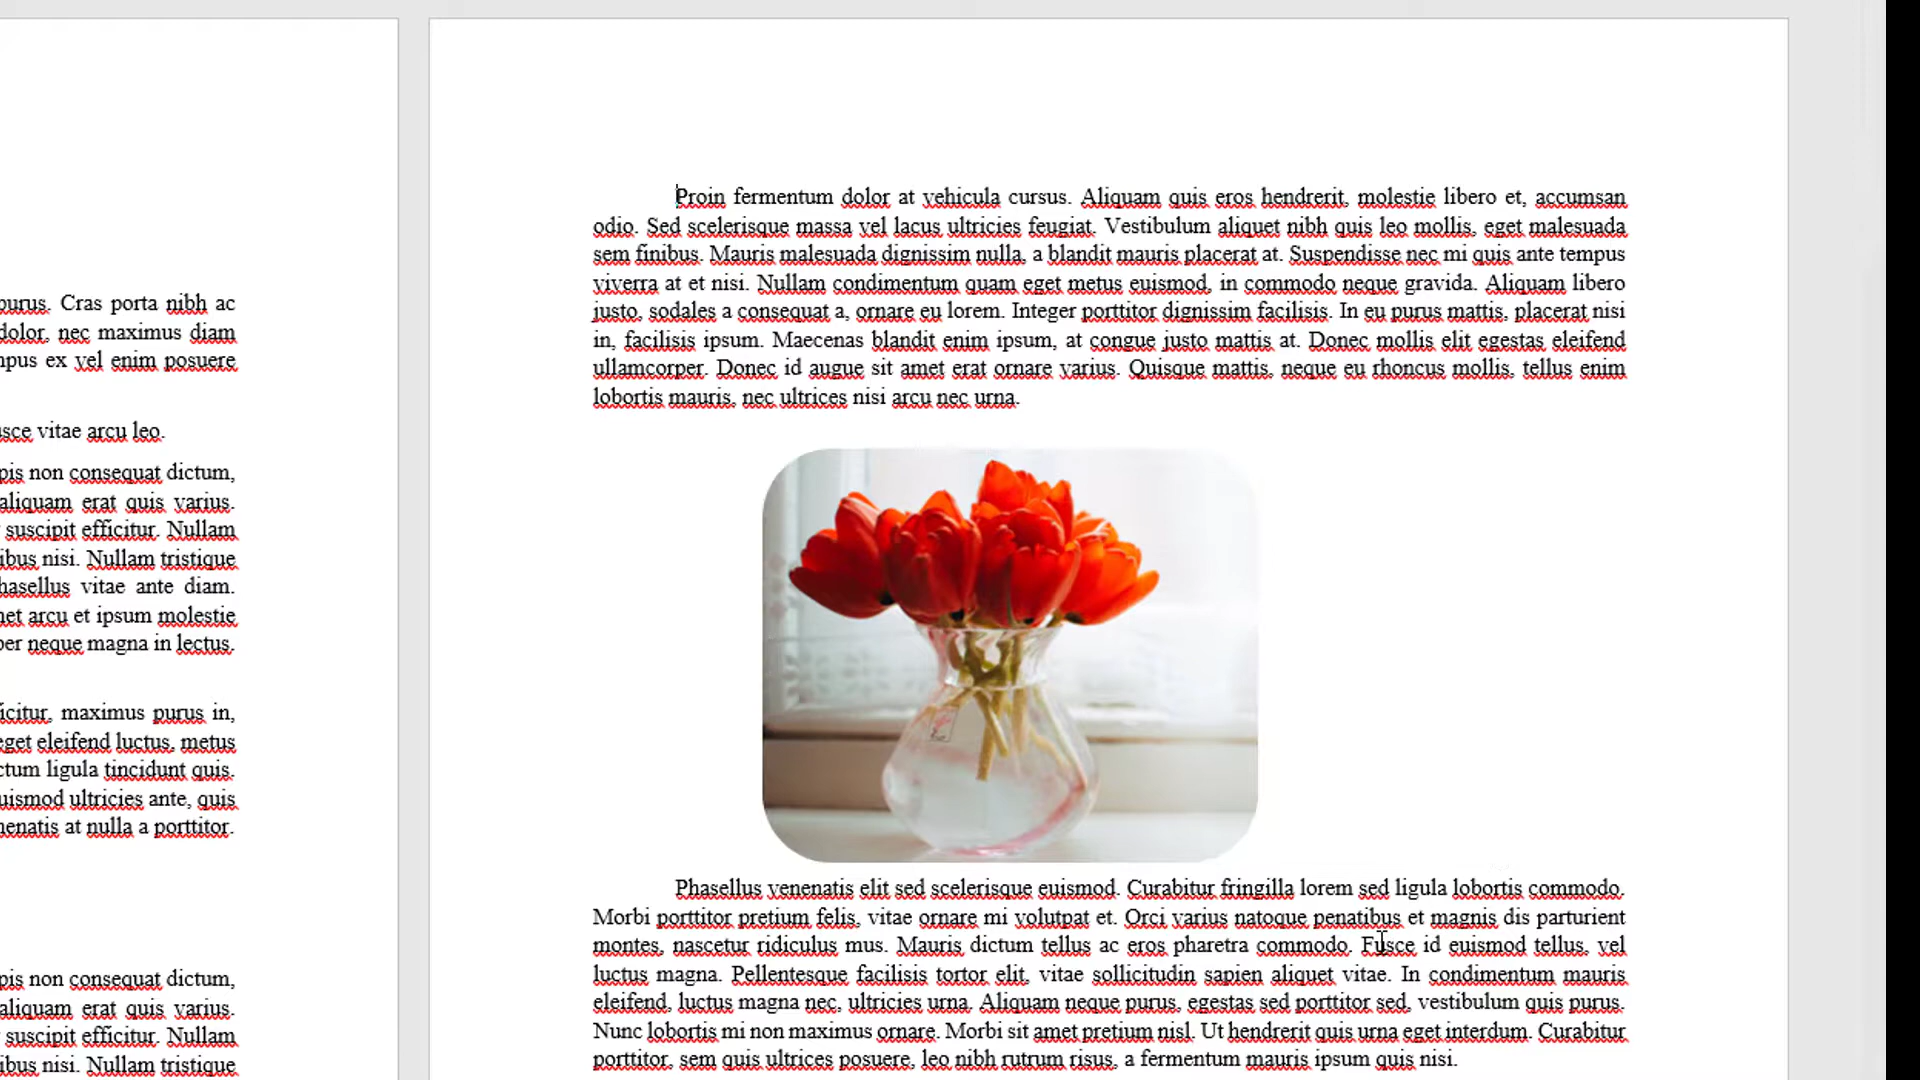 purus. Cras porta nibh ac
dolor, nec maximus diam
ex vel enim posuere
vitae arcu leo.
non consequat dictum,
aliquam erat quis varius.
suscipit efficitur. Nullam
nisi. Nullam tristique
vitae ante diam.
arcu et ipsum molestie
neque magna in lectus.
maximus purus in,
eget eleifend luctus, metus
ligula tincidunt quis.
ultricies ante, quis
at nulla a porttitor.
non consequat dictum,
aliquam erat quis varius.
suscipit efficitur. Nullam
nisi. Nullam tristique
Proin fermentum dolor at vehicula cursus. Aliquam quis eros hendrerit, molestie libero et, accumsan
odio. Sed scelerisque massa vel lacus ultricies feugiat. Vestibulum aliquet nibh quis leo mollis, eget malesuada
sem finibus. Mauris malesuada dignissim nulla, a blandit mauris placerat at. Suspendisse nec mi quis ante tempus
viverra at et nisi. Nullam condimentum quam eget metus euismod, in commodo neque gravida. Aliquam libero
justo, sodales a consequat a, ornare eu lorem. Integer porttitor dignissim facilisis. In eu purus mattis, placerat nisi
in, facilisis ipsum. Maecenas blandit enim ipsum, at congue justo mattis at. Donec mollis elit egestas eleifend
ullamcorper. Donec id augue sit amet erat ornare varius. Quisque mattis, neque eu rhoncus mollis, tellus enim
lobortis mauris, nec ultrices nisi arcu nec urna.
Phasellus venenatis elit sed scelerisque euismod. Curabitur fringilla lorem sed ligula lobortis commodo.
Morbi porttitor pretium felis, vitae ornare mi volutpat et. Orci varius natoque penatibus et magnis dis parturient
montes, nascetur ridiculus mus. Mauris dictum tellus ac eros pharetra commodo. Fusce id euismod tellus, vel
luctus magna. Pellentesque facilisis tortor elit, vitae sollicitudin sapien aliquet vitae. In condimentum mauris
eleifend, luctus magna nec, ultricies urna. Aliquam neque purus, egestas sed porttitor sed, vestibulum quis purus.
Nunc lobortis mi non maximus ornare. Morbi sit amet pretium nisl. Ut hendrerit quis urna eget interdum. Curabitur
porttitor, sem quis ultrices posuere, leo nibh rutrum risus, a fermentum mauris ipsum quis nisi.